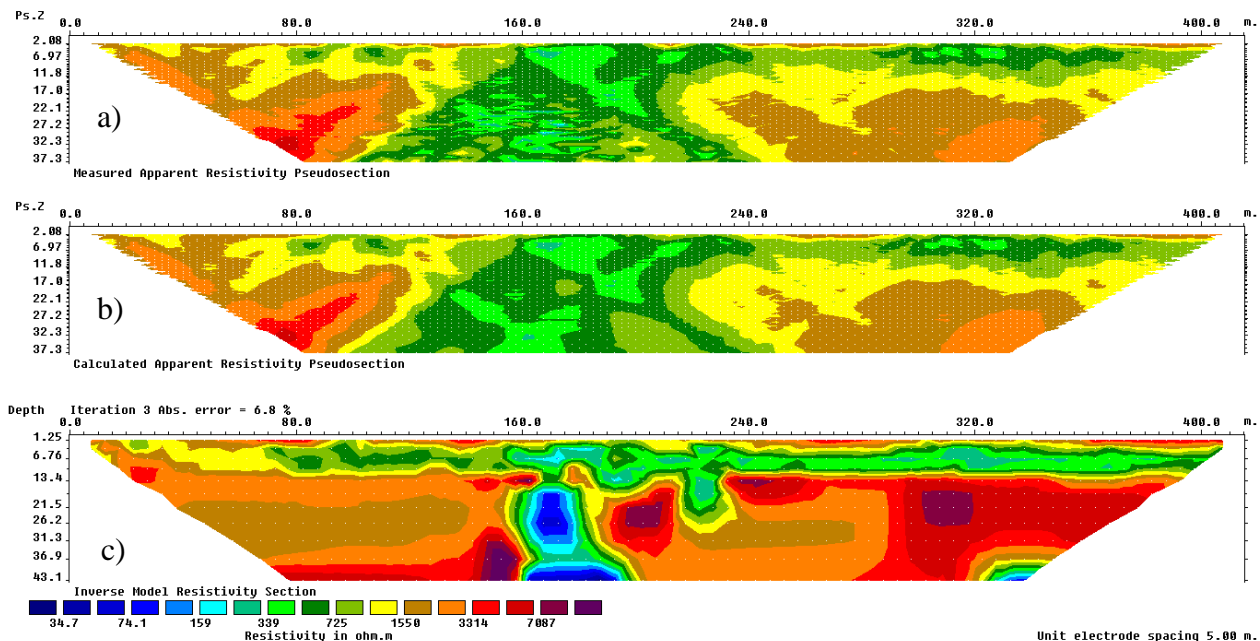 Ps.Z 0.0 80.0 160.0 240.0 320.0 400.0 m.
2.08
6.97
11.8
17.0
22.1
27.2
32.3
37.3
a)
Measured Apparent Resistivity Pseudosection
Ps.Z 0.0 80.0 160.0 240.0 320.0 400.0 m.
2.08
6.97
11.8
17.0
22.1
27.2
32.3
37.3
b)
Calculated Apparent Resistivity Pseudosection
Depth Iteration 3 Abs. error = 6.8 %
0.0 80.0 160.0 240.0 320.0 400.0 m.
1.25
6.76
13.4
21.5
26.2
31.3
36.9
43.1
c)
Inverse Model Resistivity Section
34.7 74.1 159 339 725 1550 3314 7087
Resistivity in ohm.m
Unit electrode spacing 5.00 m.